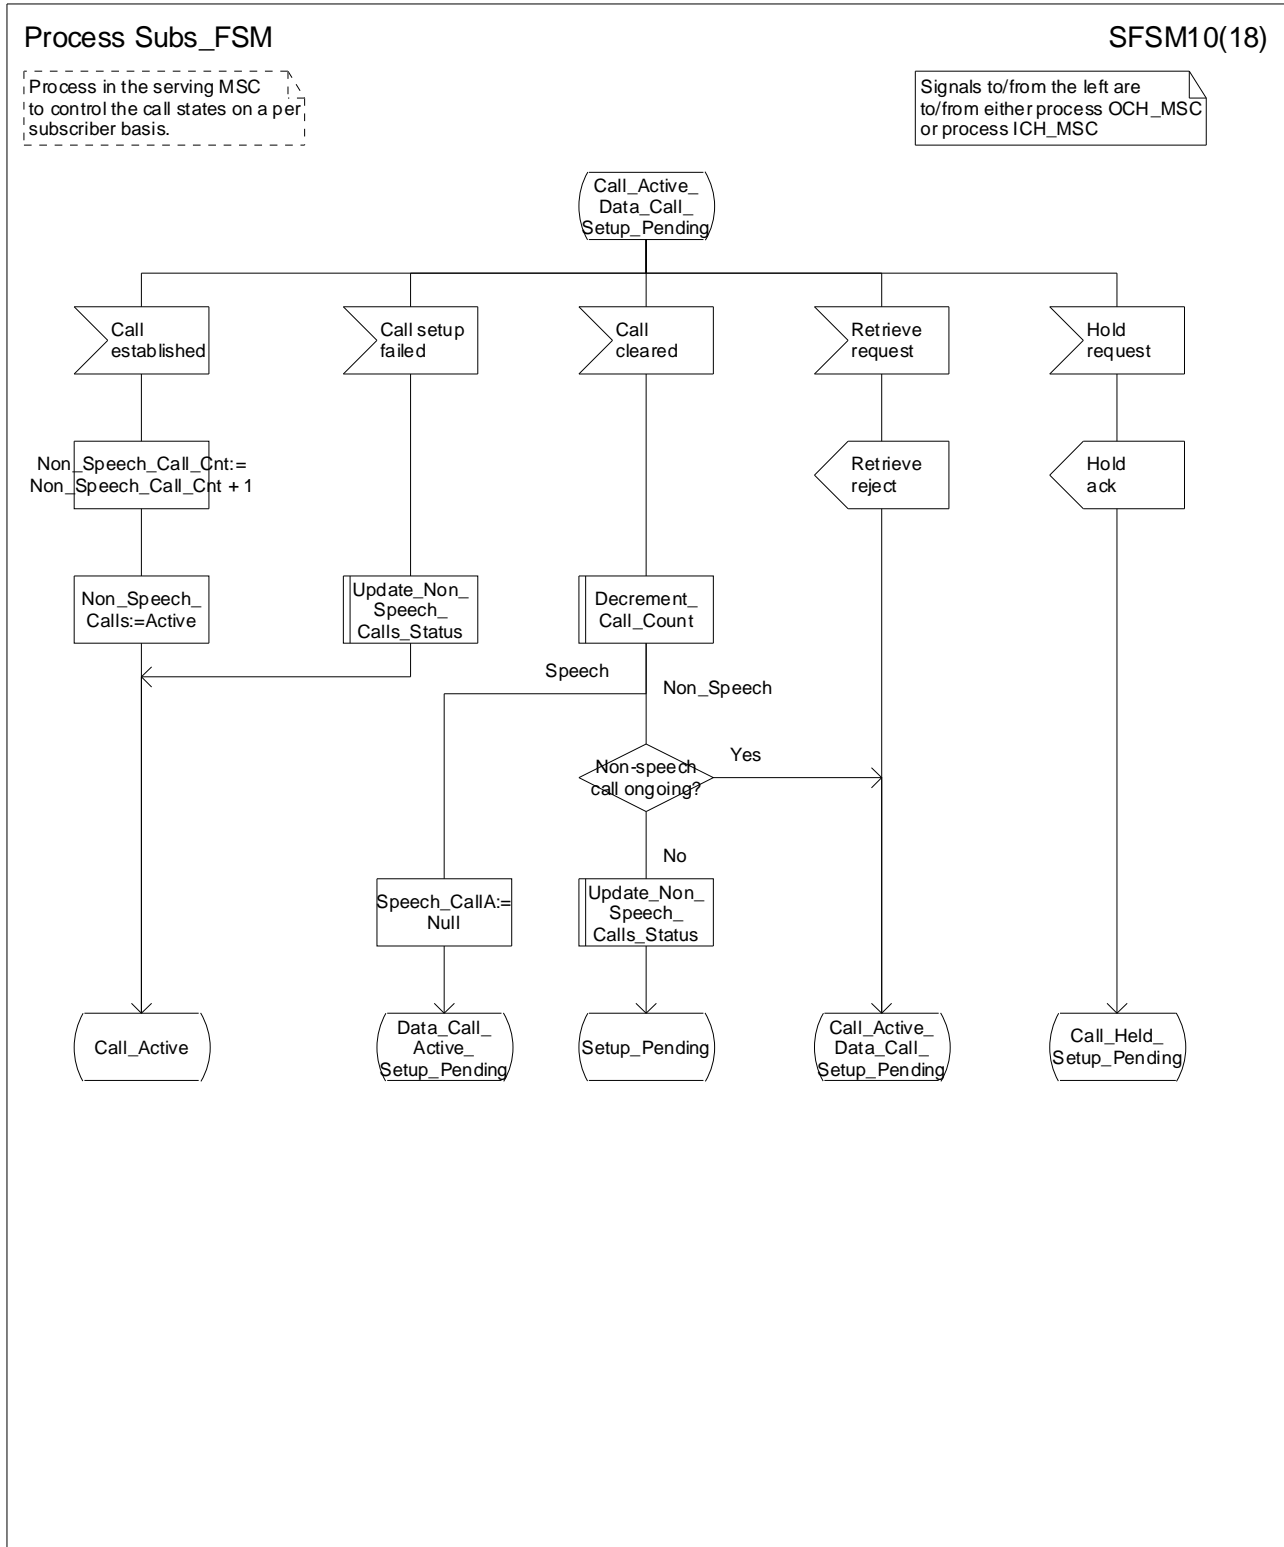 Process Subs_FSM
SFSM10(18)
Process in the serving MSC
to control the call states on a per
subscriber basis.
Signals to/from the left are
to/from either process OCH_MSC
or process ICH_MSC
Call_Active_
Data_Call_
Setup_Pending
Call
established
Call setup
failed
Call
cleared
Retrieve
request
Hold
request
Non_Speech_Call_Cnt:=
Non_Speech_Call_Cnt + 1
Retrieve
reject
Hold
ack
Non_Speech_
Calls:=Active
Update_Non_
Speech_
Calls_Status
Decrement_
Call_Count
Speech
Non_Speech
Non-speech
call ongoing?
Yes
No
Speech_CallA:=
Null
Update_Non_
Speech_
Calls_Status
Call_Active
Data_Call_
Active_
Setup_Pending
Setup_Pending
Call_Active_
Data_Call_
Setup_Pending
Call_Held_
Setup_Pending